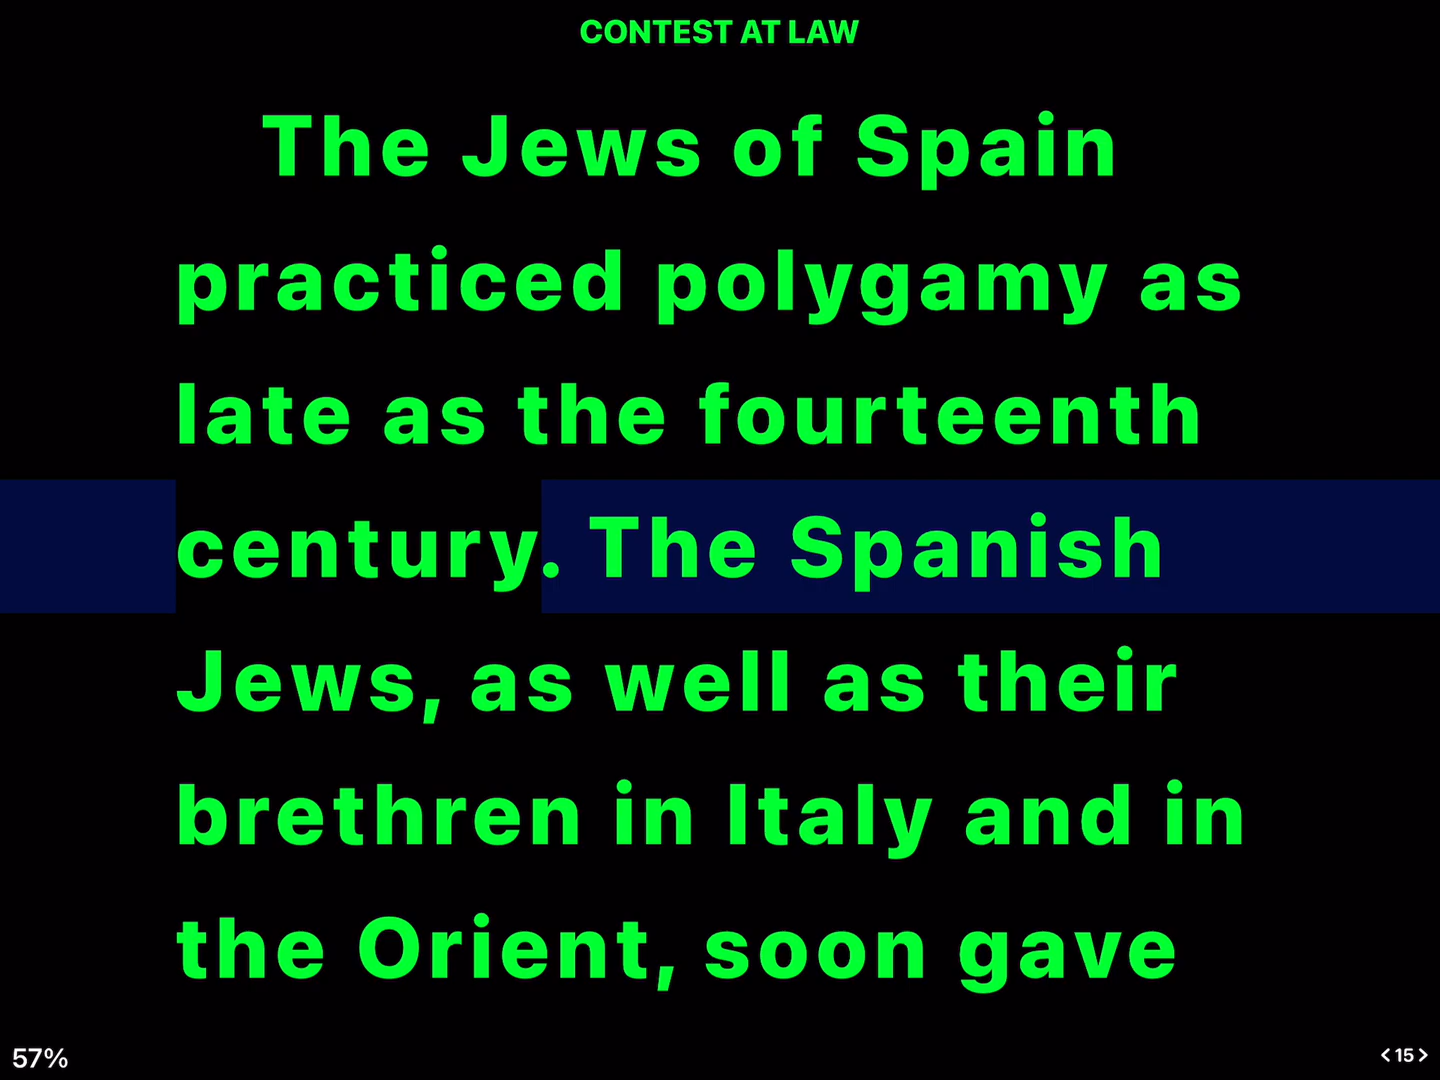 CONTEST AT LAW
The Jews of Spain
practiced polygamy as
late as the fourteenth
century. The Spanish
Jews, as well as their
brethren in Italy and in
the Orient, soon gave
57%
<15>